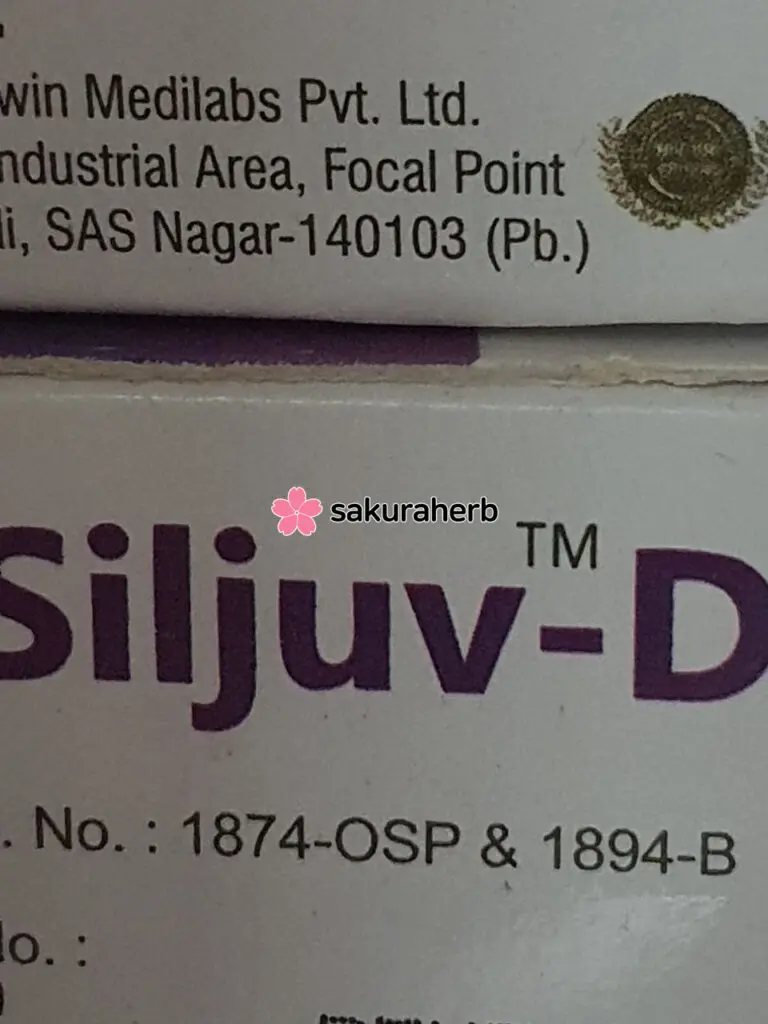 win Medilabs Pvt. Ltd.
ndustrial Area, Focal Point
li, SAS Nagar-140103 (Pb.)
sakuraherb
Siljuv-D
TM
. No. : 1874-OSP & 1894-B
lo. :